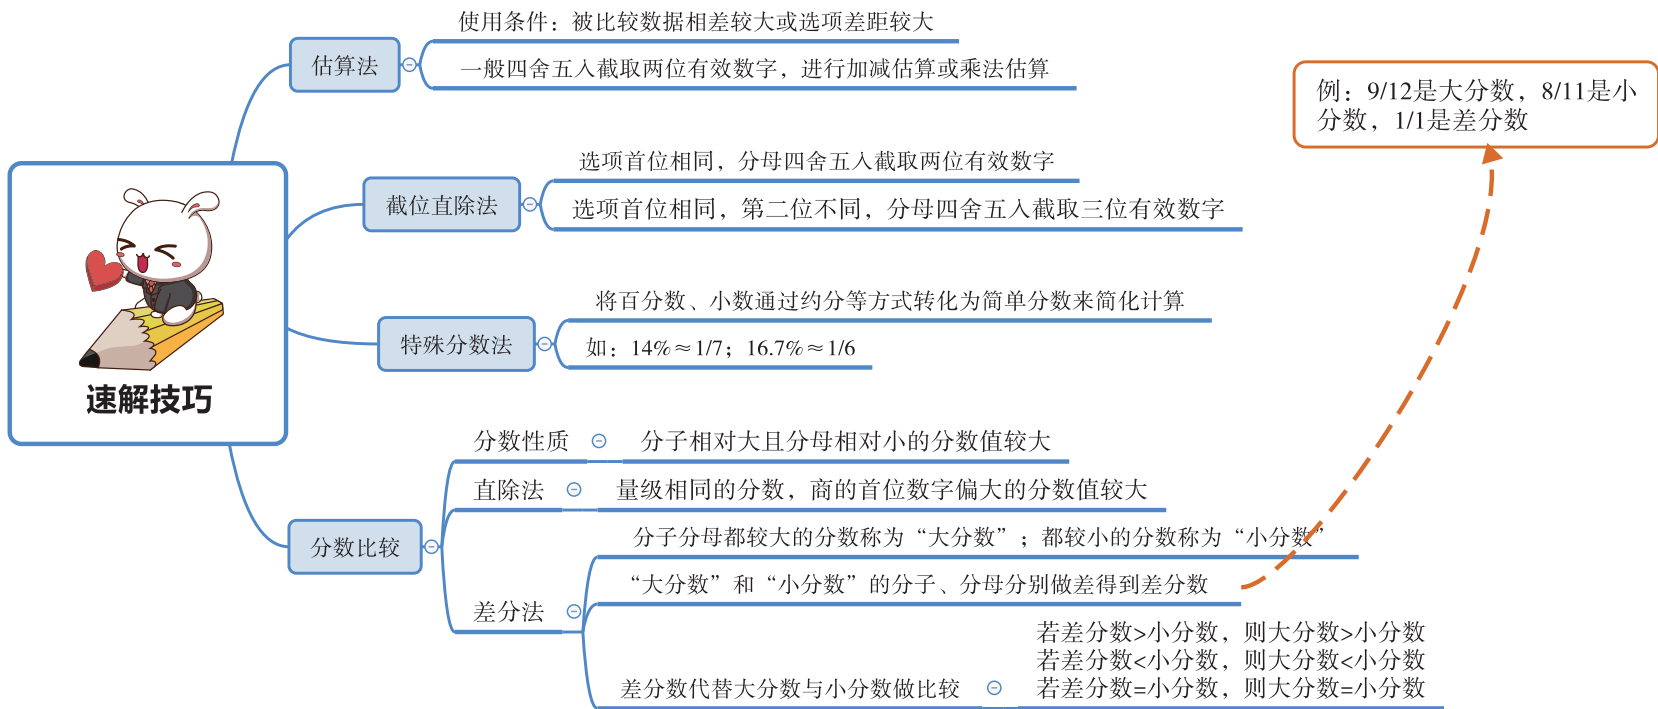 速解技巧
估算法
使用条件：被比较数据相差较大或选项差距较大
一般四舍五入截取两位有效数字，进行加减估算或乘法估算
截位直除法
选项首位相同，分母四舍五入截取两位有效数字
选项首位相同，第二位不同，分母四舍五入截取三位有效数字
特殊分数法
将百分数、小数通过约分等方式转化为简单分数来简化计算
如：14%≈1/7；16.7%≈1/6
分数比较
分数性质
分子相对大且分母相对小的分数值较大
直除法
量级相同的分数，商的首位数字偏大的分数值较大
差分法
分子分母都较大的分数称为“大分数”；都较小的分数称为“小分数”
“大分数”和“小分数”的分子、分母分别做差得到差分数
例：9/12是大分数，8/11是小
分数，1/1是差分数
差分数代替大分数与小分数做比较
若差分数>小分数，则大分数>小分数
若差分数<小分数，则大分数<小分数
若差分数=小分数，则大分数=小分数